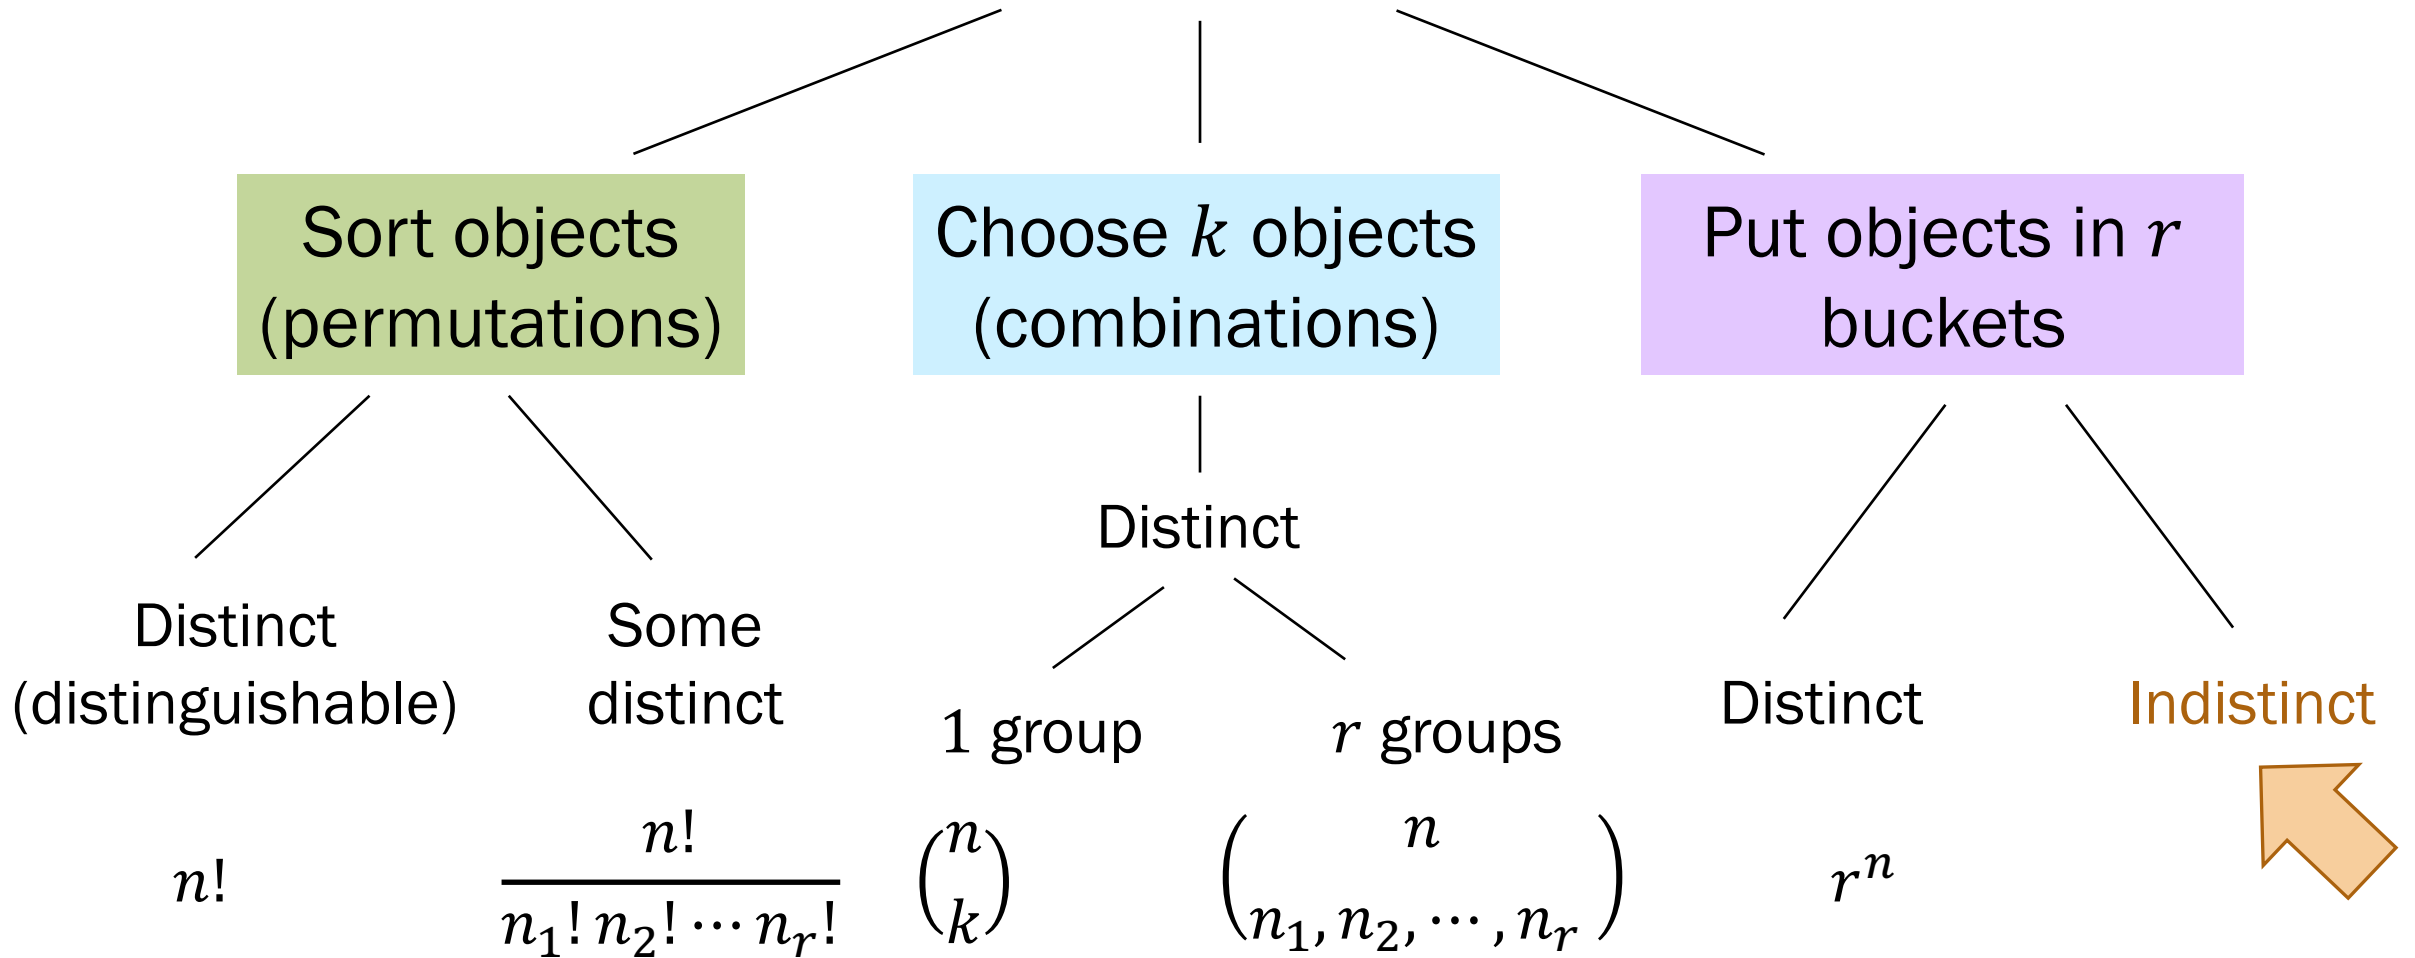 Sort objects
(permutations)
Choose k objects
(combinations)
Put objects in r
buckets
Distinct
Distinct
(distinguishable)
Some
distinct
1 group
r groups
Distinct
Indistinct
n!
n!
n₁! n₂! ⋯ nᵣ!
(n
k)
(n
n₁, n₂, ⋯ , nᵣ)
rⁿ